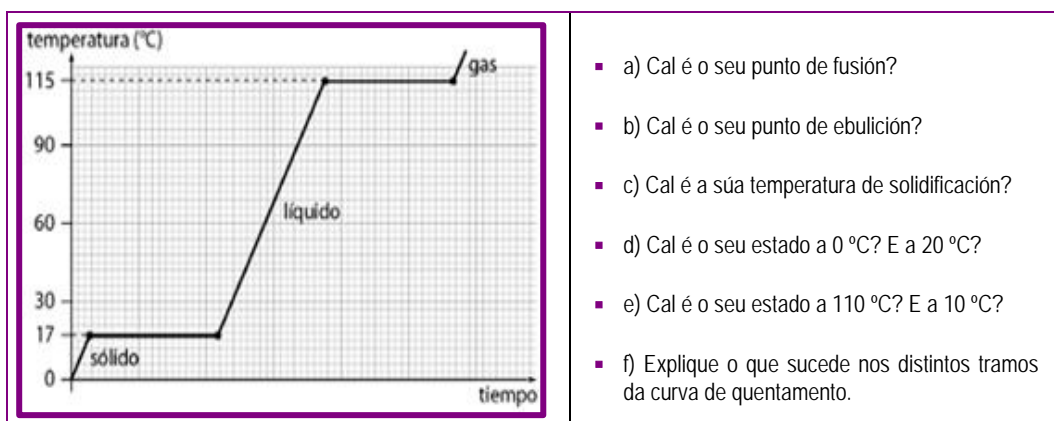 temperatura (°C)
115
90
60
30
17
0
gas
líquido
sólido
tiempo
a) Cal é o seu punto de fusión?
b) Cal é o seu punto de ebulición?
c) Cal é a súa temperatura de solidificación?
d) Cal é o seu estado a 0 ºC? E a 20 ºC?
e) Cal é o seu estado a 110 ºC? E a 10 ºC?
f) Explique o que sucede nos distintos tramos
da curva de quentamento.